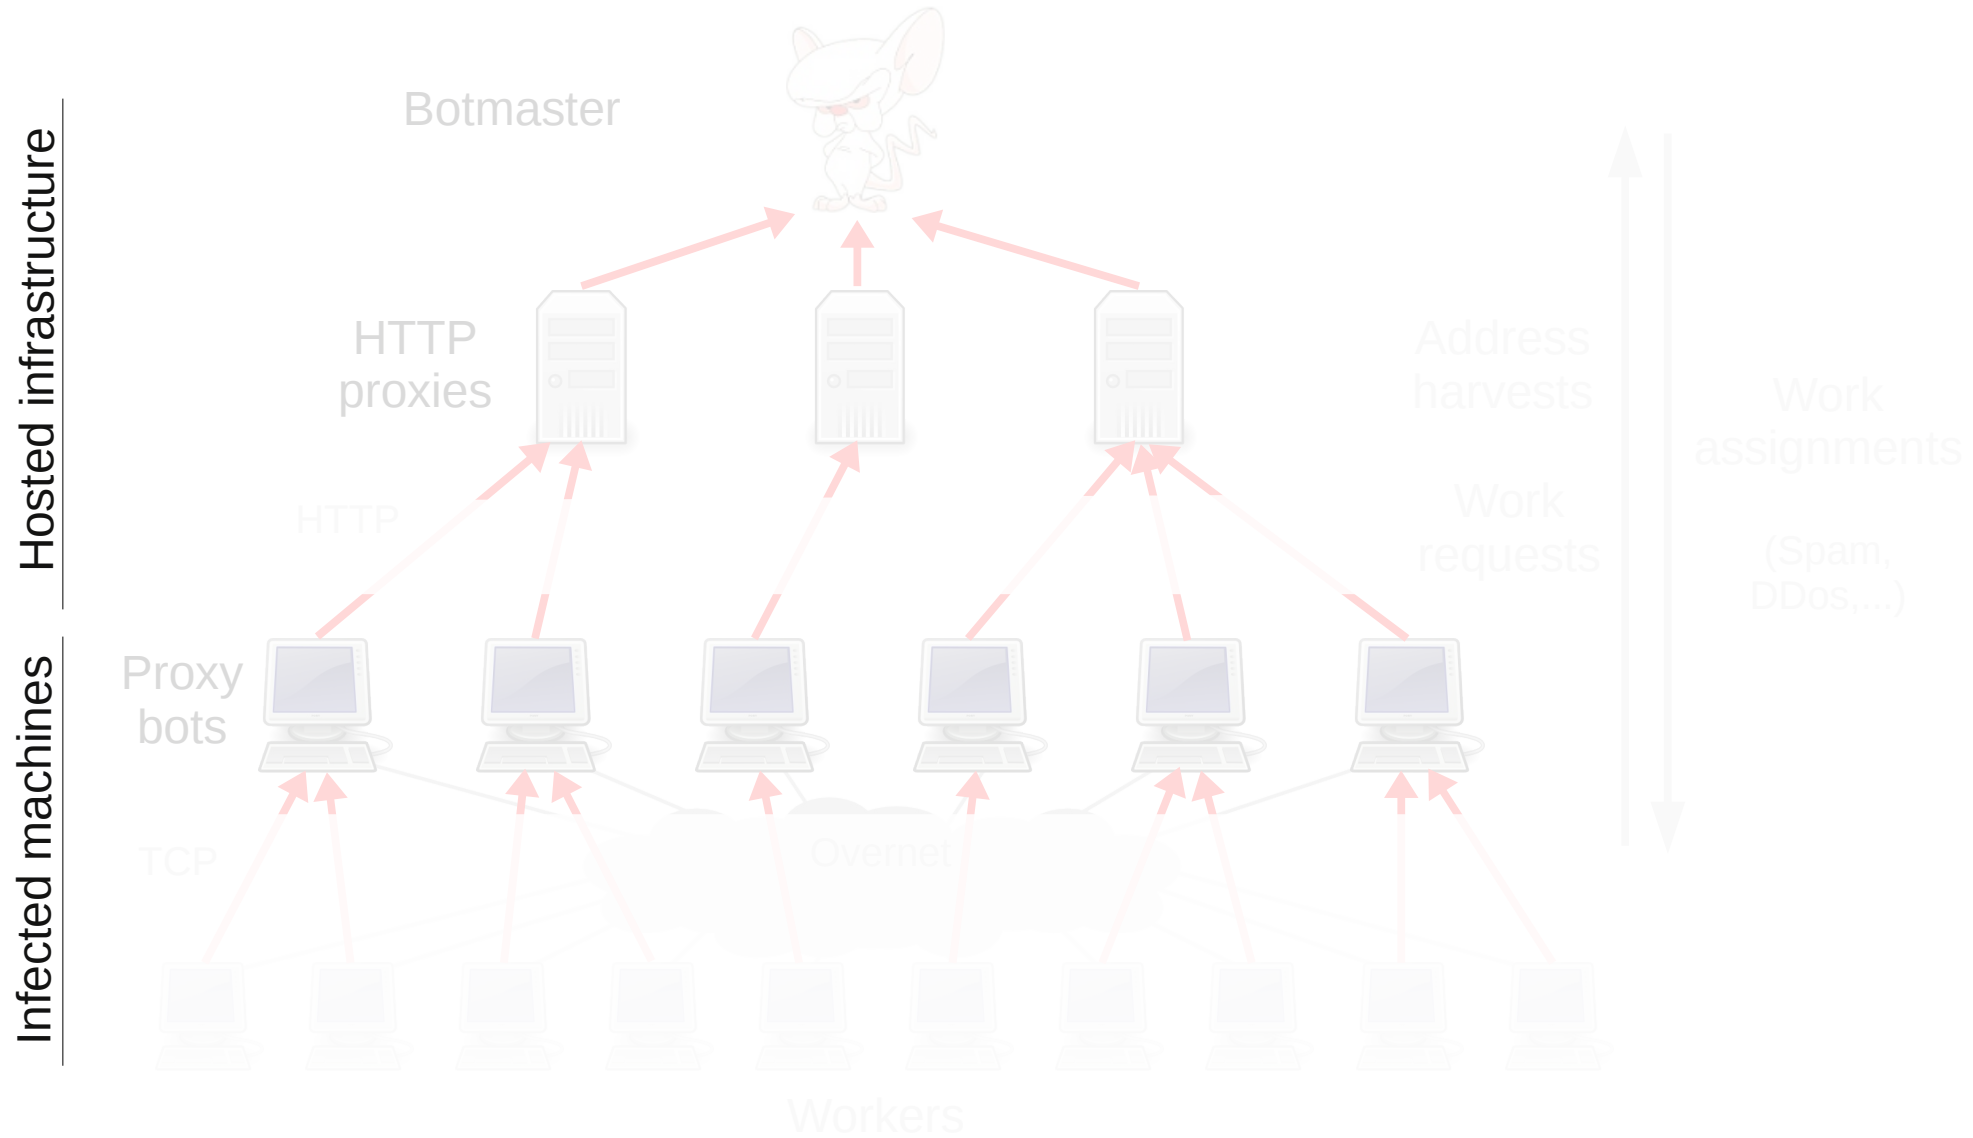 Botmaster
Hosted infrastructure
HTTP
proxies
Address
harvests
Work
assignments
Work
requests
HTTP
(Spam,
DDos,...)
Infected machines
Proxy
bots
TCP
Overnet
Workers